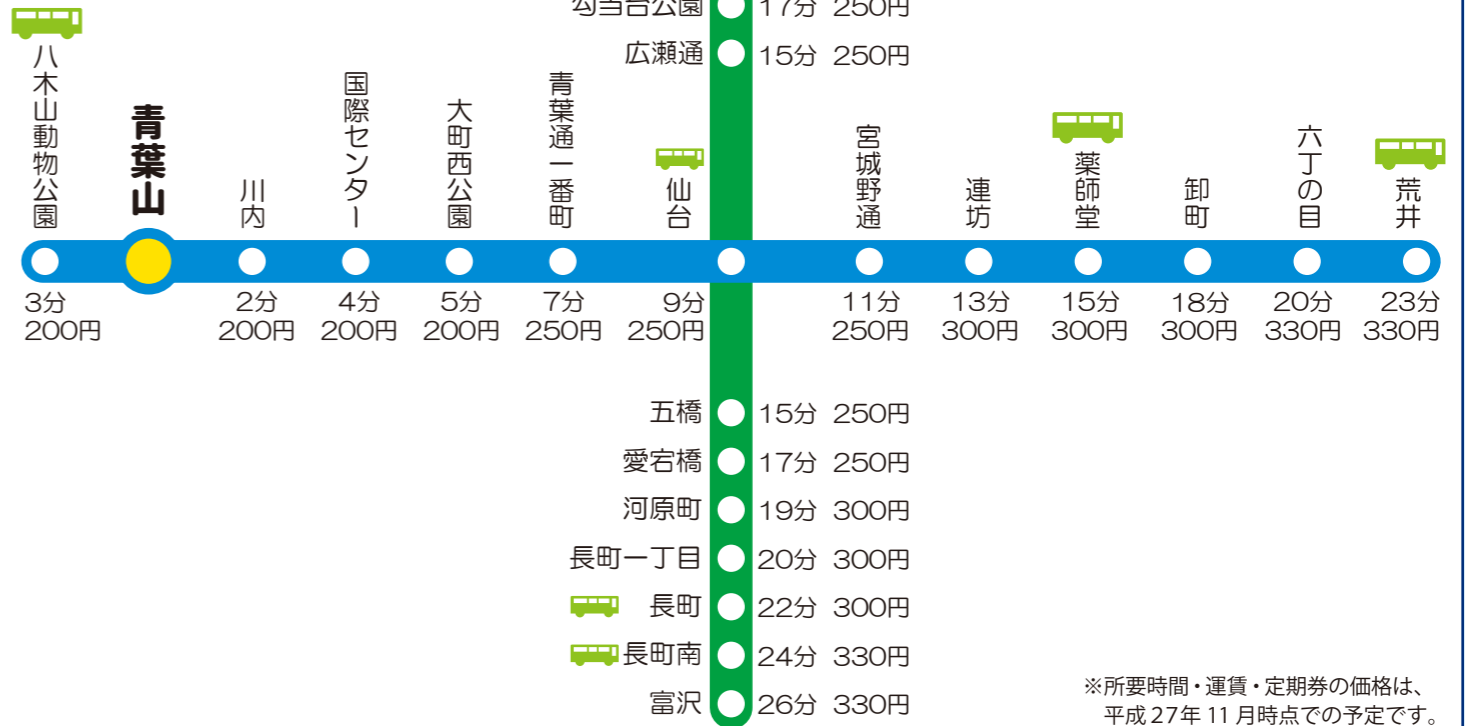 勾当台公園 17分 250円
広瀬通 15分 250円
八木山動物公園
青葉山
川内
国際センター
大町西公園
青葉通一番町
仙台
宮城野通
連坊
薬師堂
卸町
六丁の目
荒井
3分 2分 4分 5分 7分 9分 11分 13分 15分 18分 20分 23分
200円 200円 200円 200円 250円 250円 250円 300円 300円 300円 330円 330円
五橋 15分 250円
愛宕橋 17分 250円
河原町 19分 300円
長町一丁目 20分 300円
長町 22分 300円
長町南 24分 330円
富沢 26分 330円
※所要時間・運賃・定期券の価格は、
平成27年11月時点での予定です。